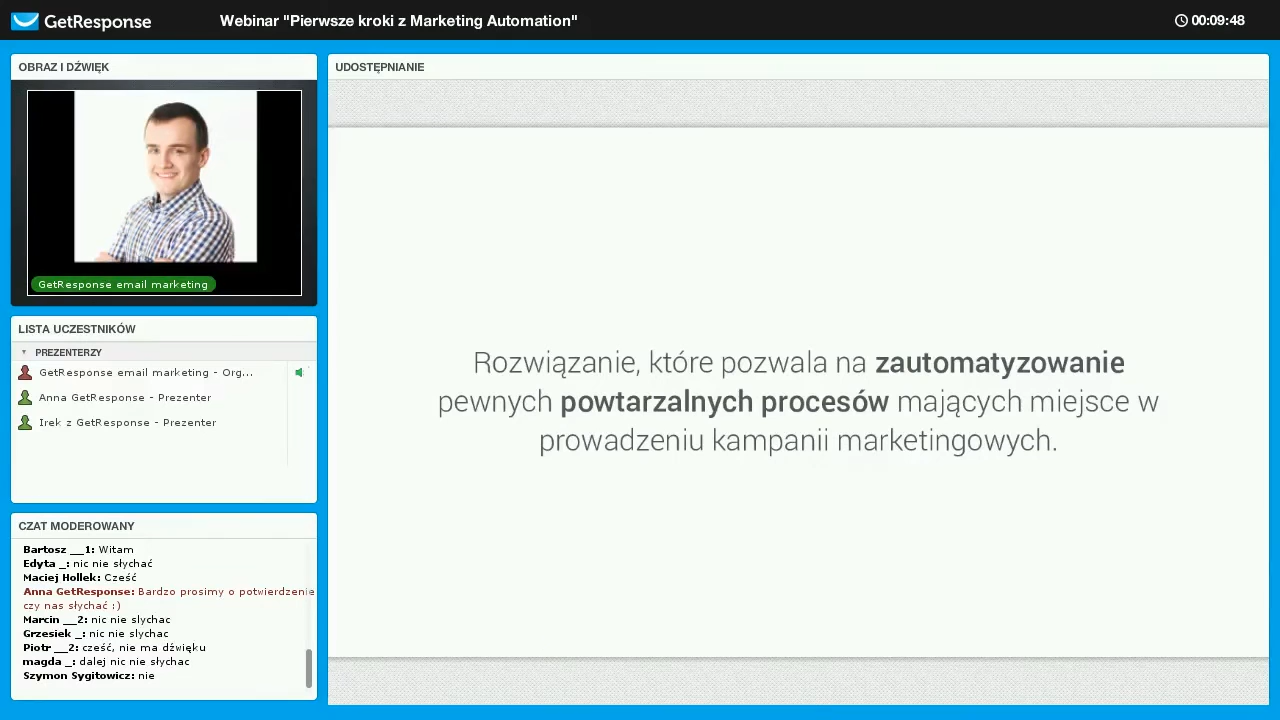 GetResponse
Webinar "Pierwsze kroki z Marketing Automation"
00:09:48
OBRAZ I DŹWIĘK
GetResponse email marketing
LISTA UCZESTNIKÓW
PREZENTERZY
GetResponse email marketing - Org...
Anna GetResponse - Prezenter
Irek z GetResponse - Prezenter
CZAT MODEROWANY
Bartosz __1: Witam
Edyta _: nic nie słychać
Maciej Hollek: Cześć
Anna GetResponse: Bardzo prosimy o potwierdzenie
czy nas słychać :)
Marcin __2: nic nie slychac
Grzesiek _: nic nie slychac
Piotr __2: cześć, nie ma dźwięku
magda _: dalej nic nie słychac
Szymon Sygitowicz: nie
UDOSTĘPNIANIE
Rozwiązanie, które pozwala na zautomatyzowanie
pewnych powtarzalnych procesów mających miejsce w
prowadzeniu kampanii marketingowych.